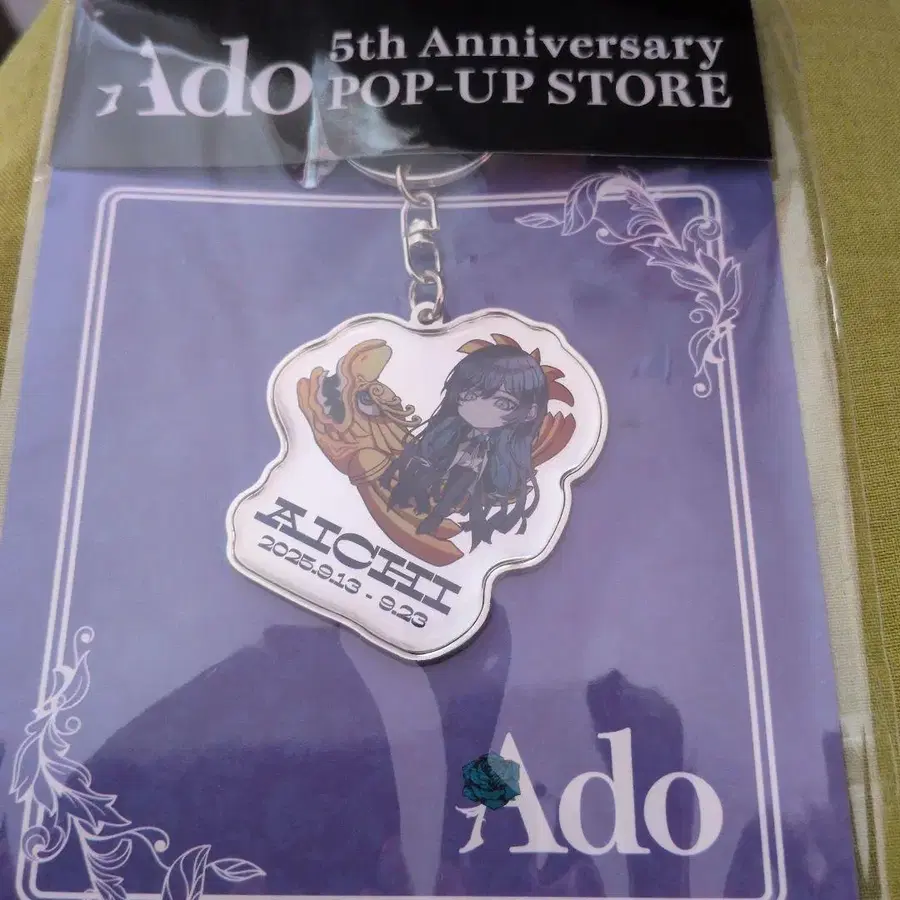 Ado
5th Anniversary
POP-UP STORE
AICHI
2025.9.13 - 9.23
Ado